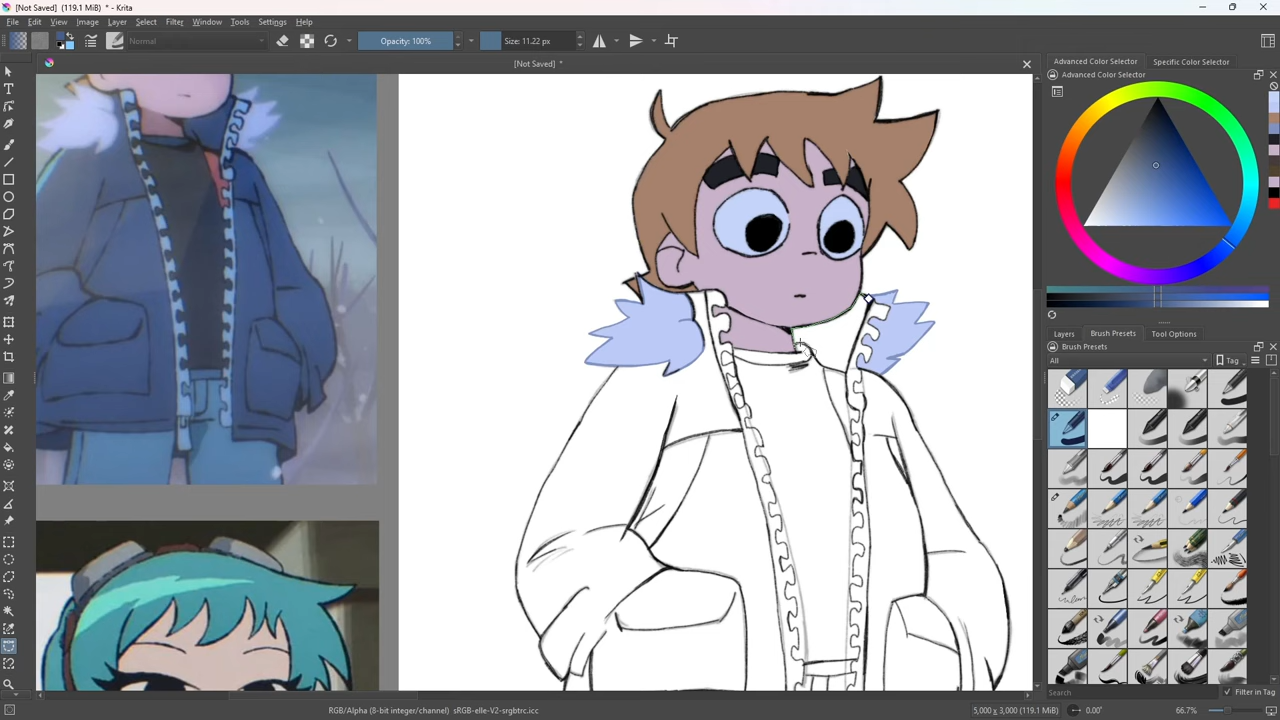 [Not Saved] (119.1 MiB) * - Krita
File Edit View Image Layer Select Filter Window Tools Settings Help
Normal Opacity: 100% Size: 11.22 px
[Not Saved] *
Advanced Color Selector Specific Color Selector
Advanced Color Selector
Layers Brush Presets Tool Options
Brush Presets
All Tag
Search Filter in Tag
RGB/Alpha (8-bit integer/channel) sRGB-elle-V2-srgbtrc.icc 5,000 x 3,000 (119.1 MiB) 0.00° 66.7%